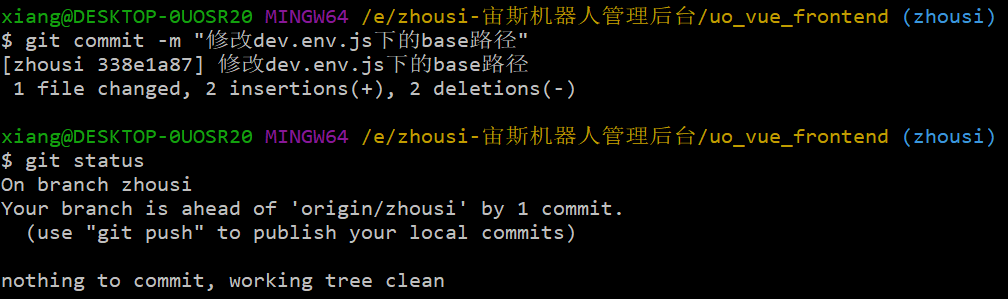 xiang@DESKTOP-0UOSR20 MINGW64 /e/zhousi-宙斯机器人管理后台/uo_vue_frontend (zhousi)
$ git commit -m "修改dev.env.js下的base路径"
[zhousi 338e1a87] 修改dev.env.js下的base路径
 1 file changed, 2 insertions(+), 2 deletions(-)
xiang@DESKTOP-0UOSR20 MINGW64 /e/zhousi-宙斯机器人管理后台/uo_vue_frontend (zhousi)
$ git status
On branch zhousi
Your branch is ahead of 'origin/zhousi' by 1 commit.
  (use "git push" to publish your local commits)
nothing to commit, working tree clean